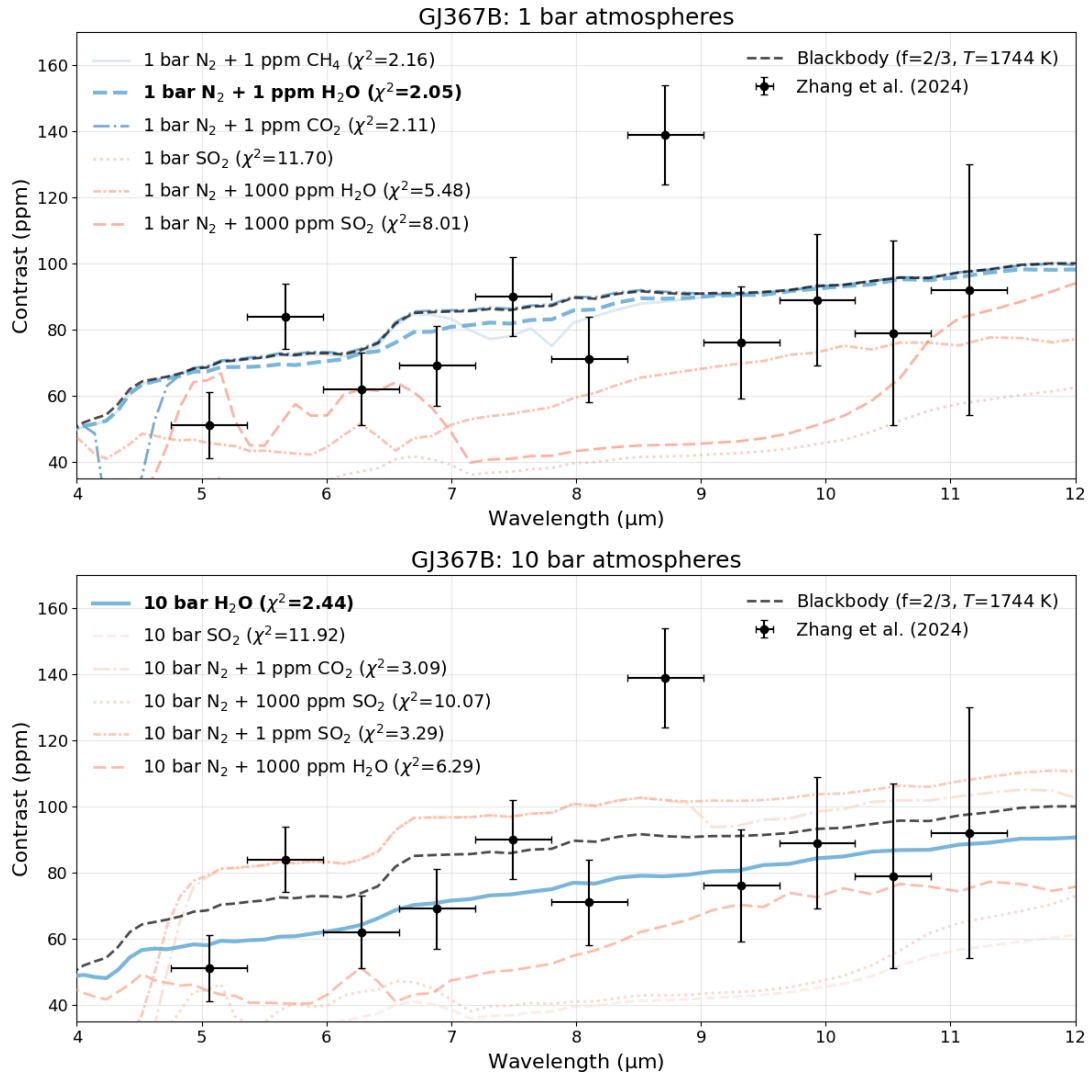 GJ367B: 1 bar atmospheres
1 bar N₂ + 1 ppm CH₄ (χ²=2.16)
1 bar N₂ + 1 ppm H₂O (χ²=2.05)
1 bar N₂ + 1 ppm CO₂ (χ²=2.11)
1 bar SO₂ (χ²=11.70)
1 bar N₂ + 1000 ppm H₂O (χ²=5.48)
1 bar N₂ + 1000 ppm SO₂ (χ²=8.01)
Blackbody (f=2/3, T=1744 K)
Zhang et al. (2024)
Contrast (ppm)
160
140
120
100
80
60
40
4 5 6 7 8 9 10 11 12
Wavelength (μm)
GJ367B: 10 bar atmospheres
10 bar H₂O (χ²=2.44)
10 bar SO₂ (χ²=11.92)
10 bar N₂ + 1 ppm CO₂ (χ²=3.09)
10 bar N₂ + 1000 ppm SO₂ (χ²=10.07)
10 bar N₂ + 1 ppm SO₂ (χ²=3.29)
10 bar N₂ + 1000 ppm H₂O (χ²=6.29)
Blackbody (f=2/3, T=1744 K)
Zhang et al. (2024)
Contrast (ppm)
160
140
120
100
80
60
40
4 5 6 7 8 9 10 11 12
Wavelength (μm)